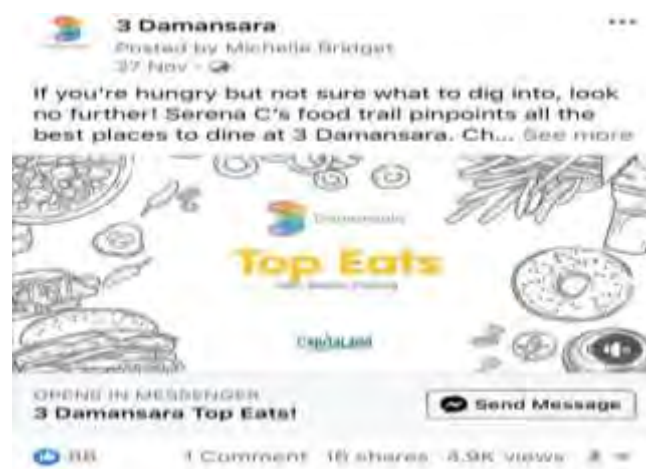 3 Damansara
Posted by Michelle Bridget
27 Nov
If you're hungry but not sure what to dig into, look
no further! Serena C's food trail pinpoints all the
best places to dine at 3 Damansara. Ch... See more
Damansara
Top Eats
CapitaLand
OPENS IN MESSENGER
3 Damansara Top Eats!
Send Message
88 1 Comment 16 shares 4.9K views